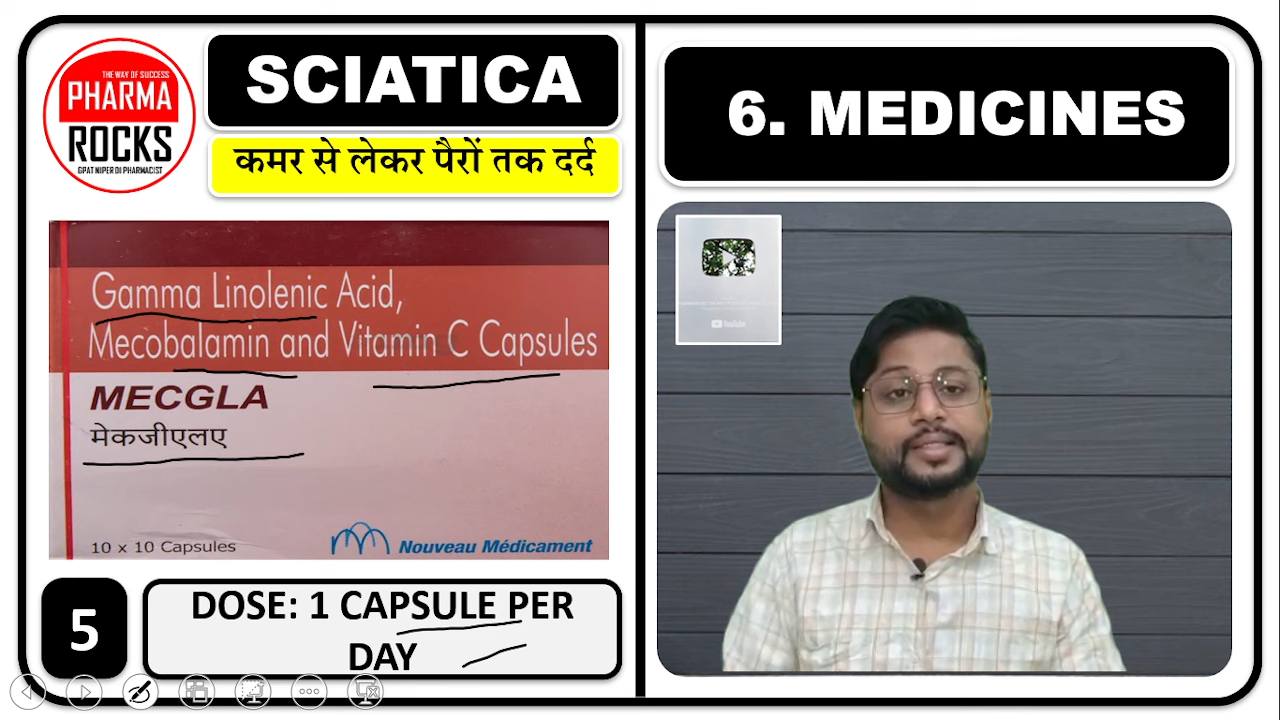 THE WAY OF SUCCESS
PHARMA
ROCKS
GPAT NIPER DI PHARMACIST
SCIATICA
कमर से लेकर पैरों तक दर्द
Gamma Linolenic Acid,
Mecobalamin and Vitamin C Capsules
MECGLA
मेकजीएलए
10 x 10 Capsules
Nouveau Médicament
5
DOSE: 1 CAPSULE PER
DAY
6. MEDICINES
YouTube